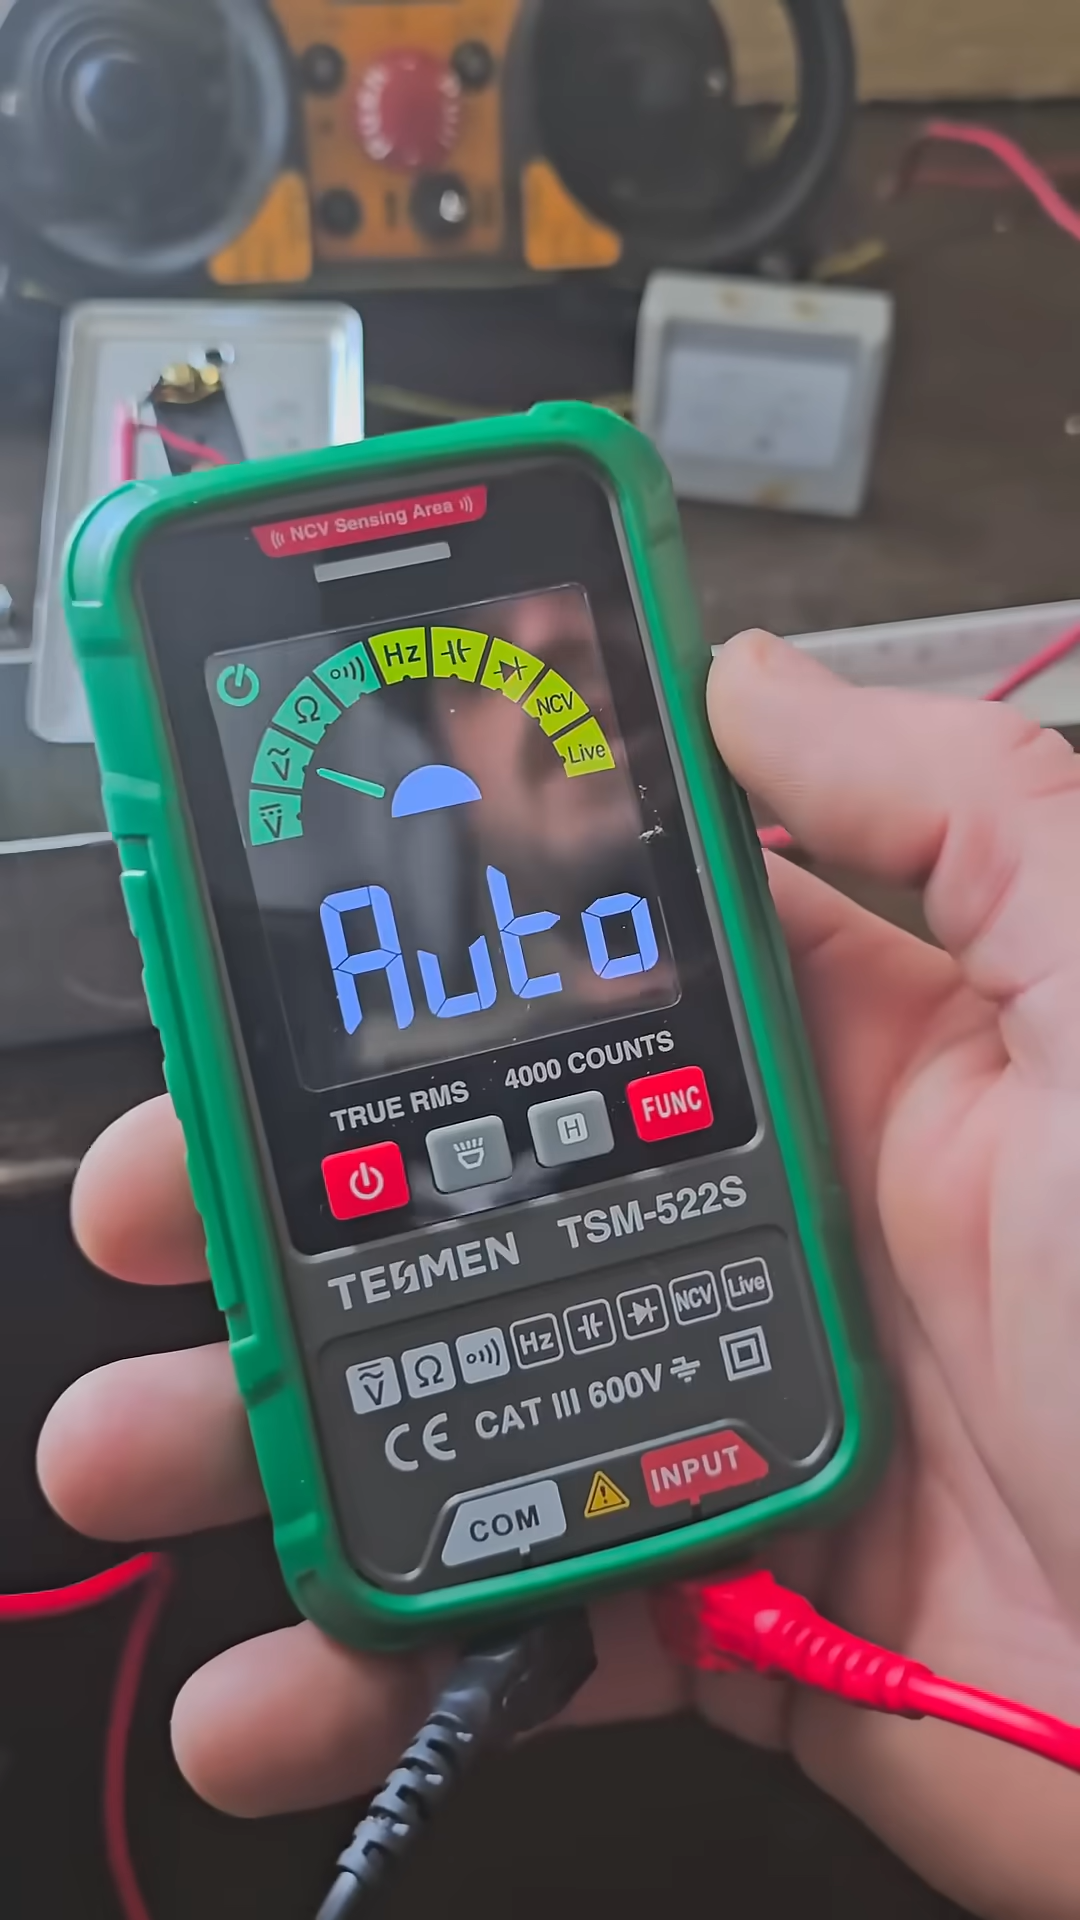 NCV Sensing Area
Hz
NCV
Live
Ω
Ṽ
V
Auto
TRUE RMS 4000 COUNTS
H FUNC
TESMEN TSM-522S
V Ω Hz NCV Live
CE CAT III 600V
COM INPUT